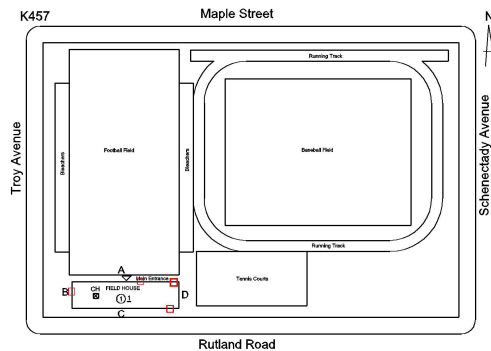 K457
Maple Street
N
Running Track
Troy Avenue
Bleachers
Football Field
Bleachers
Baseball Field
Schenectady Avenue
Running Track
A
Main Entrance
Tennis Courts
B
CH
FIELD HOUSE
1 1
D
C
Rutland Road